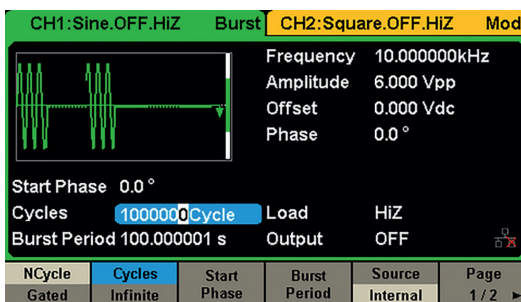 CH1:Sine.OFF.HiZ Burst CH2:Square.OFF.HiZ Mod
Frequency 10.000000kHz
Amplitude 6.000 Vpp
Offset 0.000 Vdc
Phase 0.0 °
Start Phase 0.0 °
Cycles 1000000Cycle Load HiZ
Burst Period 100.000001 s Output OFF
NCycle Cycles Start Burst Source Page
Gated Infinite Phase Period Internal 1 / 2 ►